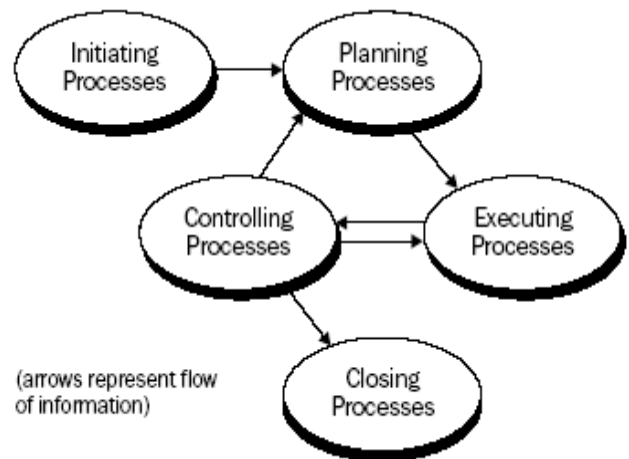 Initiating
Processes
Planning
Processes
Controlling
Processes
Executing
Processes
(arrows represent flow
of information)
Closing
Processes